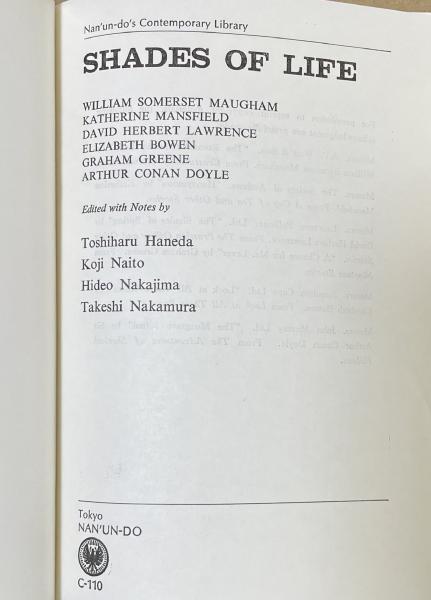 Nan'un-do's Contemporary Library
SHADES OF LIFE
WILLIAM SOMERSET MAUGHAM
KATHERINE MANSFIELD
DAVID HERBERT LAWRENCE
ELIZABETH BOWEN
GRAHAM GREENE
ARTHUR CONAN DOYLE
Edited with Notes by
Toshiharu Haneda
Koji Naito
Hideo Nakajima
Takeshi Nakamura
Tokyo
NAN'UN-DO
C-110